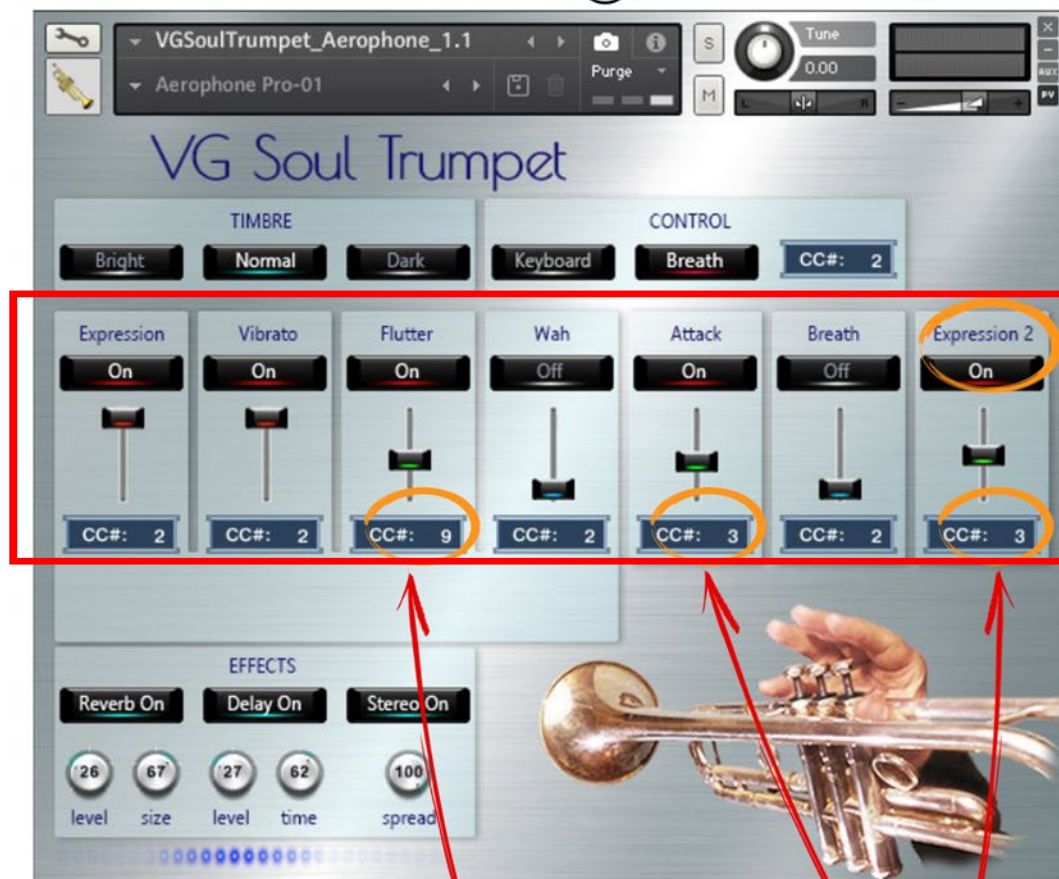 VGSoulTrumpet_Aerophone_1.1
Purge
Aerophone Pro-01
S
M
Tune
0.00
L R
- +
×
-
AUX
PV
VG Soul Trumpet
TIMBRE
CONTROL
Bright Normal Dark
Keyboard Breath CC#: 2
Expression Vibrato Flutter Wah Attack Breath Expression 2
On On On Off On Off On
CC#: 2 CC#: 2 CC#: 9 CC#: 2 CC#: 3 CC#: 2 CC#: 3
EFFECTS
Reverb On Delay On Stereo On
26 67 27 62 100
level size level time spread